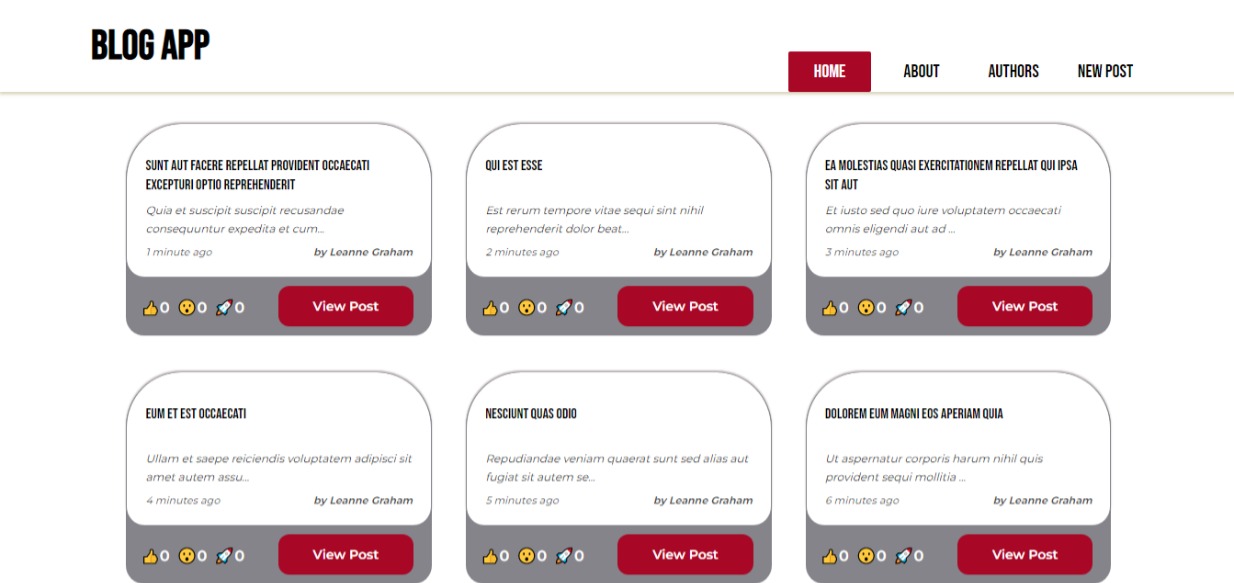 BLOG APP
HOME
ABOUT
AUTHORS
NEW POST
SUNT AUT FACERE REPELLAT PROVIDENT OCCAECATI
EXCEPTURI OPTIO REPREHENDERIT
Quia et suscipit suscipit recusandae
consequuntur expedita et cum...
1 minute ago
by Leanne Graham
👍0 😮0 🚀0
View Post
QUI EST ESSE
Est rerum tempore vitae sequi sint nihil
reprehenderit dolor beat...
2 minutes ago
by Leanne Graham
👍0 😮0 🚀0
View Post
EA MOLESTIAS QUASI EXERCITATIONEM REPELLAT QUI IPSA
SIT AUT
Et iusto sed quo iure voluptatem occaecati
omnis eligendi aut ad ...
3 minutes ago
by Leanne Graham
👍0 😮0 🚀0
View Post
EUM ET EST OCCAECATI
Ullam et saepe reiciendis voluptatem adipisci sit
amet autem assu...
4 minutes ago
by Leanne Graham
👍0 😮0 🚀0
View Post
NESCIUNT QUAS ODIO
Repudiandae veniam quaerat sunt sed alias aut
fugiat sit autem se...
5 minutes ago
by Leanne Graham
👍0 😮0 🚀0
View Post
DOLOREM EUM MAGNI EOS APERIAM QUIA
Ut aspernatur corporis harum nihil quis
provident sequi mollitia ...
6 minutes ago
by Leanne Graham
👍0 😮0 🚀0
View Post